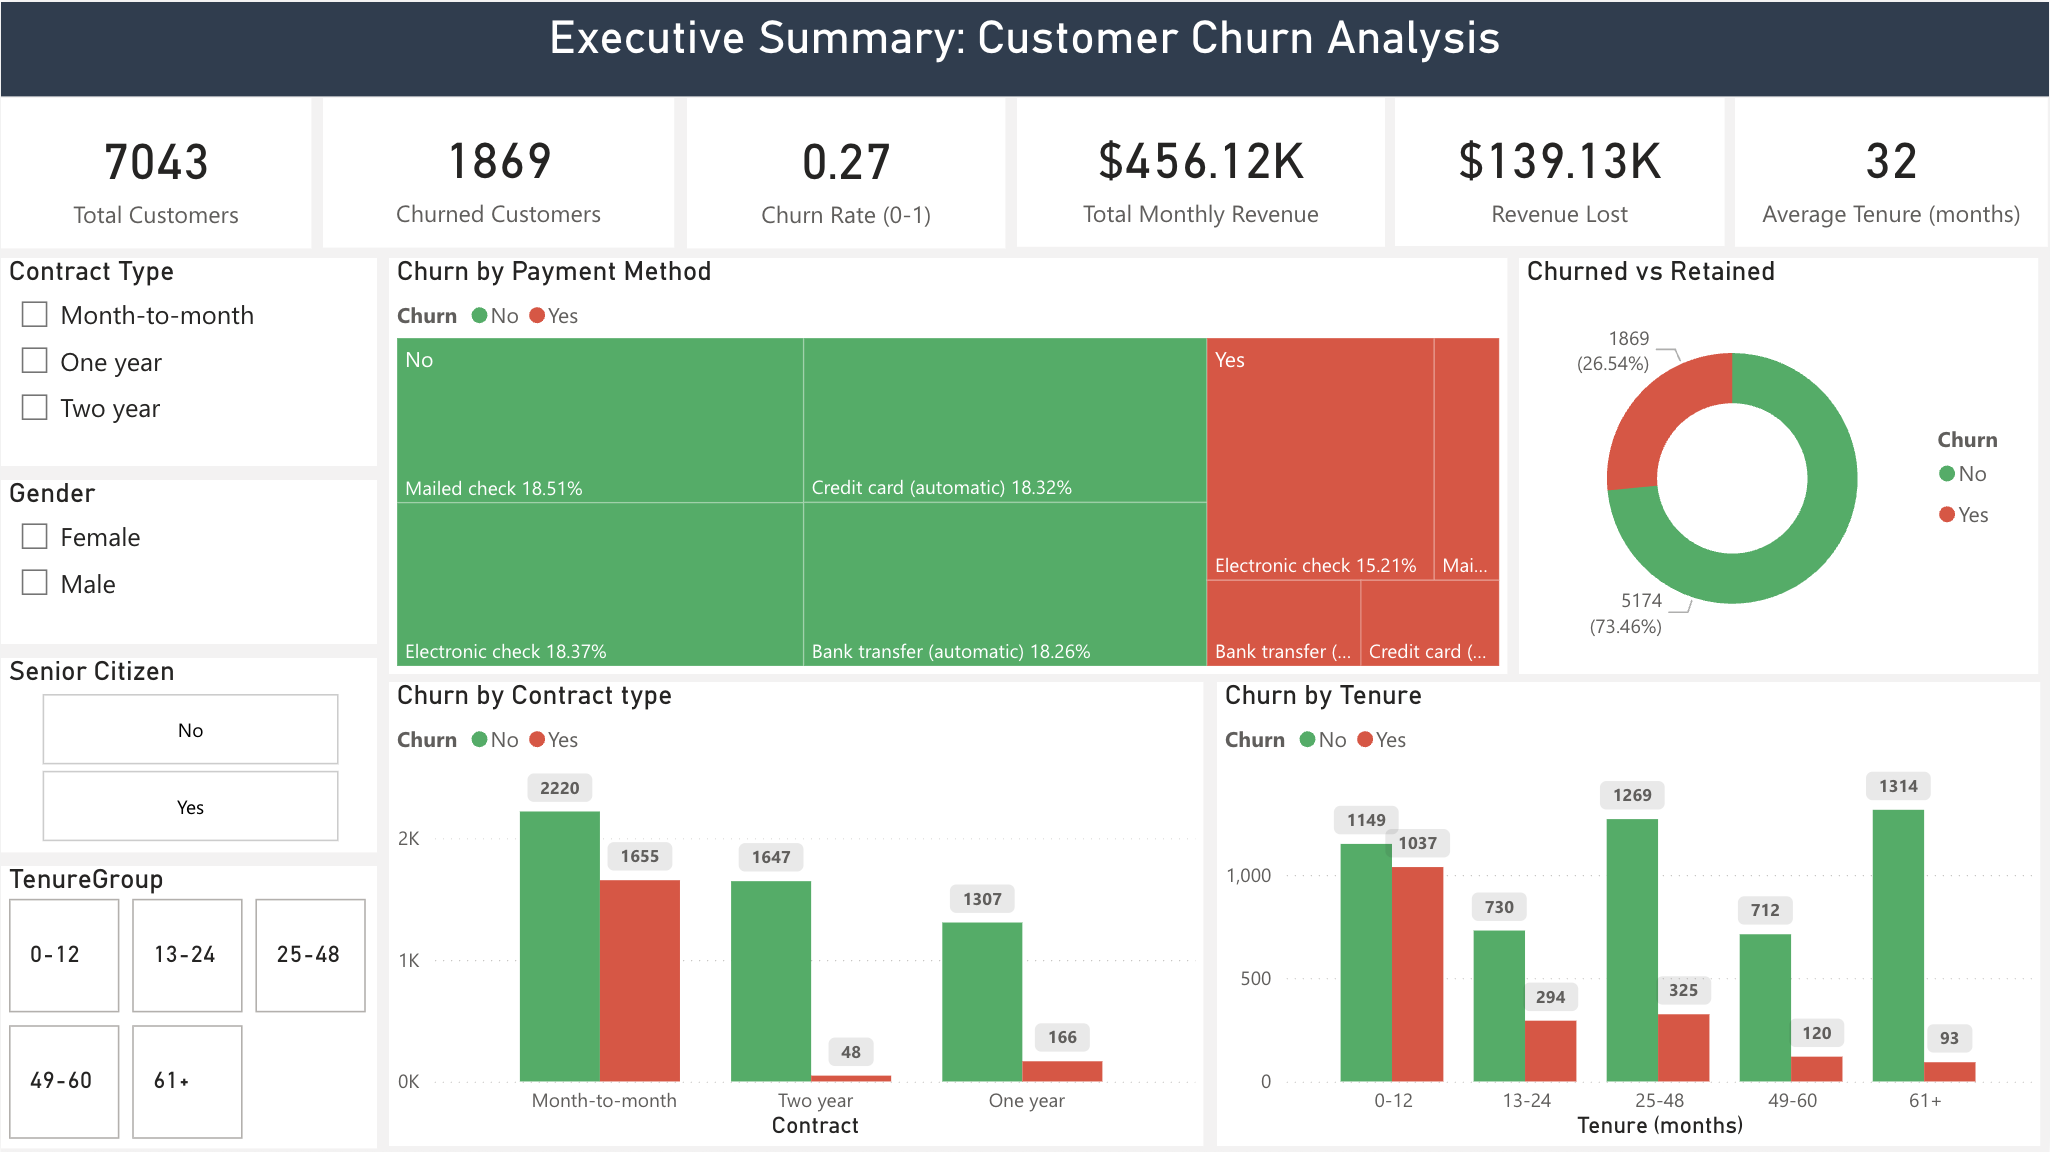 Executive Summary: Customer Churn Analysis
7043
Total Customers
1869
Churned Customers
0.27
Churn Rate (0-1)
$456.12K
Total Monthly Revenue
$139.13K
Revenue Lost
32
Average Tenure (months)
Contract Type
Month-to-month
One year
Two year
Gender
Female
Male
Senior Citizen
No
Yes
TenureGroup
0-12
13-24
25-48
49-60
61+
Churn by Payment Method
Churn No Yes
No
Mailed check 18.51%
Credit card (automatic) 18.32%
Electronic check 18.37%
Bank transfer (automatic) 18.26%
Yes
Electronic check 15.21%
Mai...
Bank transfer (...
Credit card (...
Churned vs Retained
1869
(26.54%)
5174
(73.46%)
Churn
No
Yes
Churn by Contract type
Churn No Yes
2K
1K
0K
2220
1655
1647
48
1307
166
Month-to-month
Two year
One year
Contract
Churn by Tenure
Churn No Yes
1,000
500
0
1149
1037
730
294
1269
325
712
120
1314
93
0-12
13-24
25-48
49-60
61+
Tenure (months)